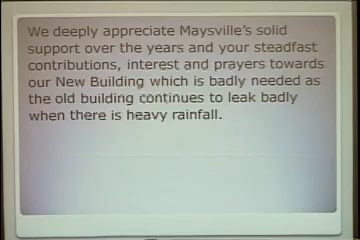 We deeply appreciate Maysville's solid
support over the years and your steadfast
contributions, interest and prayers towards
our New Building which is badly needed as
the old building continues to leak badly
when there is heavy rainfall.